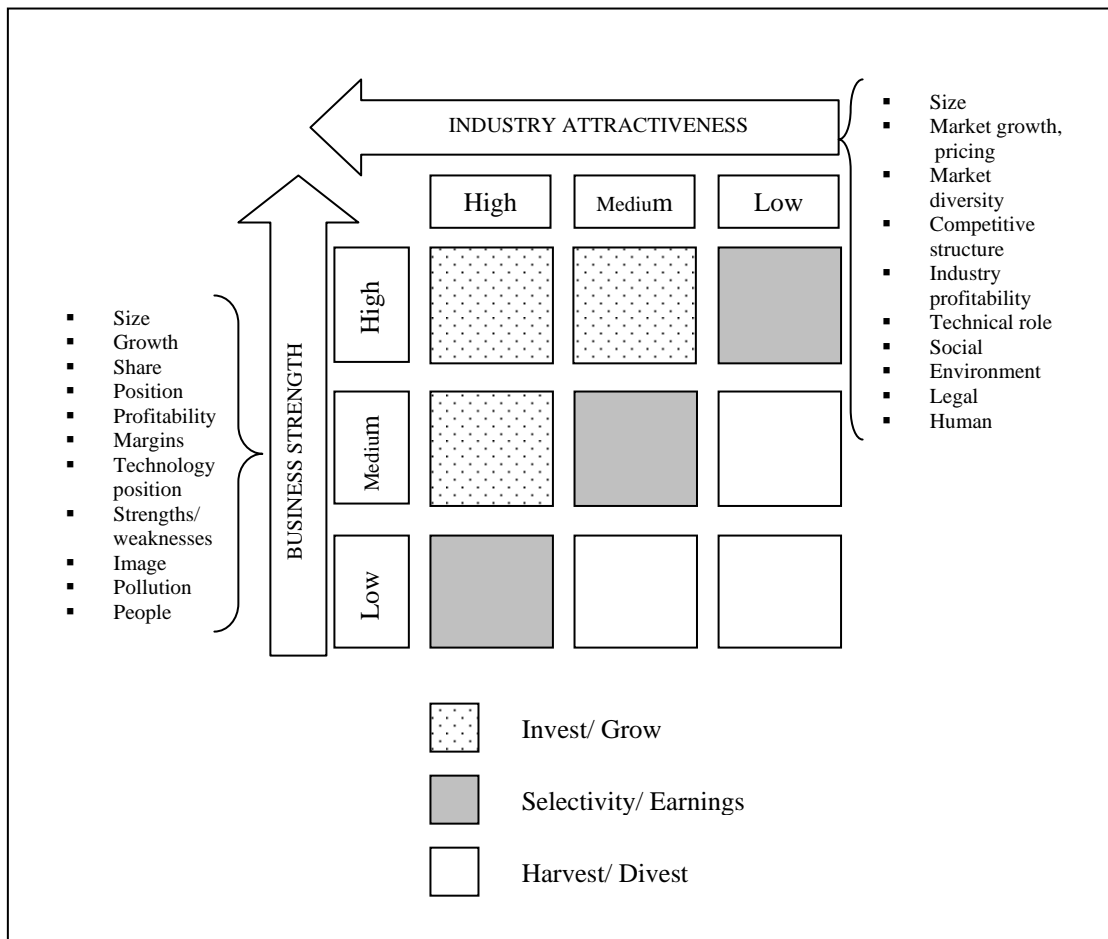 INDUSTRY ATTRACTIVENESS
▪ Size
▪ Market growth,
pricing
▪ Market
diversity
▪ Competitive
structure
▪ Industry
profitability
▪ Technical role
▪ Social
▪ Environment
▪ Legal
▪ Human
High
Medium
Low
BUSINESS STRENGTH
High
Medium
Low
▪ Size
▪ Growth
▪ Share
▪ Position
▪ Profitability
▪ Margins
▪ Technology
position
▪ Strengths/
weaknesses
▪ Image
▪ Pollution
▪ People
Invest/ Grow
Selectivity/ Earnings
Harvest/ Divest